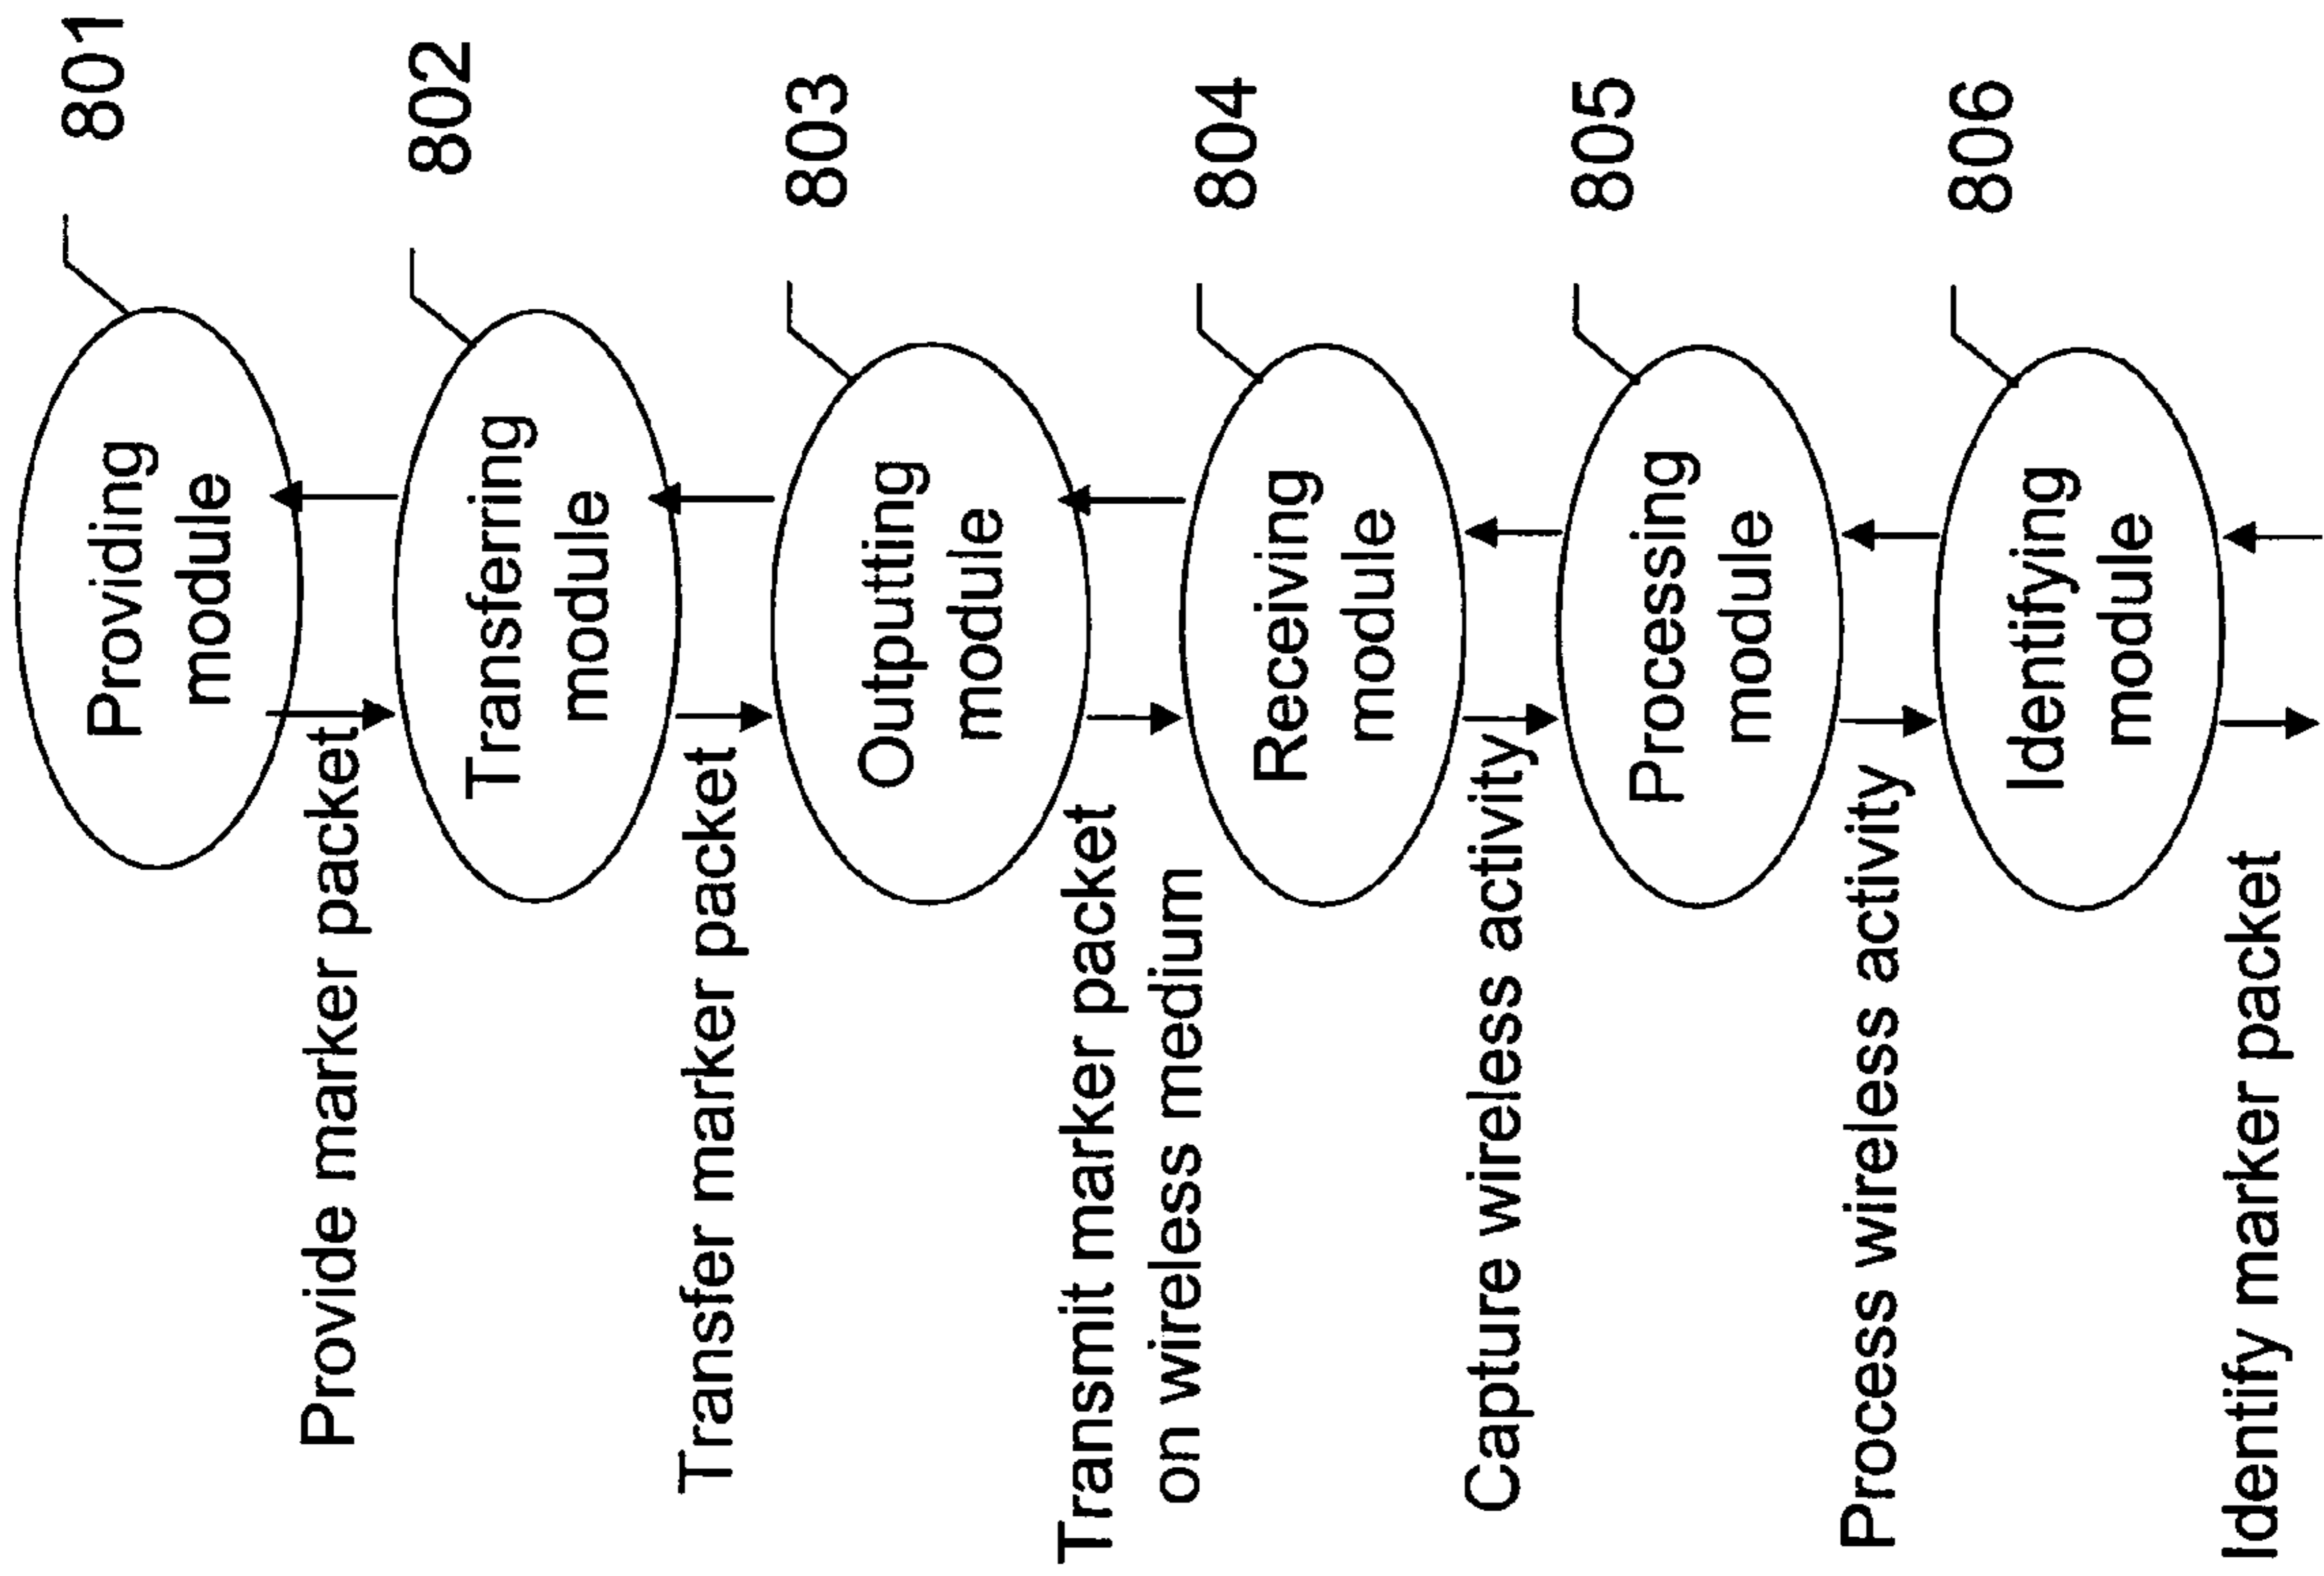 801
Providing
module
Provide marker packet
802
Transferring
module
Transfer marker packet
803
Outputting
module
Transmit marker packet
on wireless medium
804
Receiving
module
Capture wireless activity
805
Processing
module
Process wireless activity
806
Identifying
module
Identify marker packet